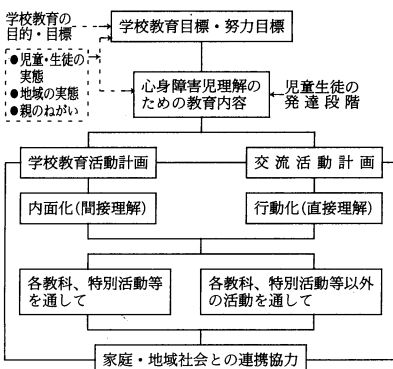 学校教育の
目的・目標
学校教育目標・努力目標
●児童・生徒の
実態
●地域の実態
●親のねがい
心身障害児理解の
ための教育内容
児童生徒の
発達段階
学校教育活動計画
交流活動計画
内面化(間接理解)
行動化(直接理解)
各教科、特別活動等
を通して
各教科、特別活動等以外
の活動を通して
家庭・地域社会との連携協力